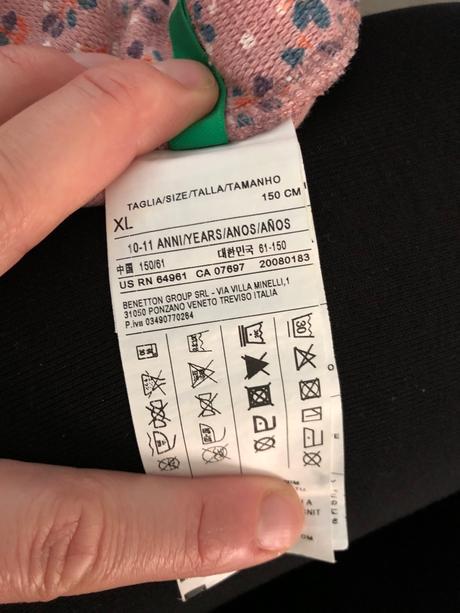 TAGLIA/SIZE/TALLA/TAMANHO
XL 150 CM
10-11 ANNI/YEARS/ANOS/AÑOS
中国 150/61 대한민국 61-150
US RN 64961 CA 07697 20080183
BENETTON GROUP SRL - VIA VILLA MINELLI,1
31050 PONZANO VENETO TREVISO ITALIA
P.iva 03490770264
30